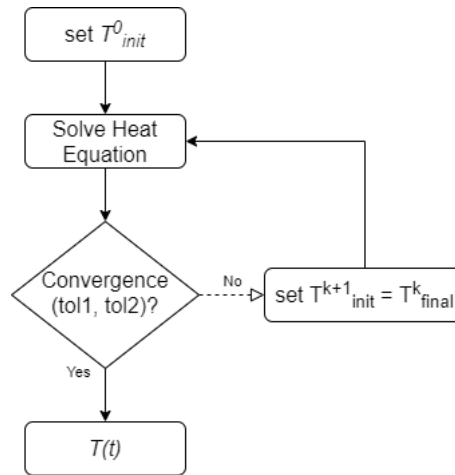 set T⁰ᵢₙᵢₜ
Solve Heat
Equation
Convergence
(tol1, tol2)?
No
set Tᵏ⁺¹ᵢₙᵢₜ = Tᵏfinal
Yes
T(t)